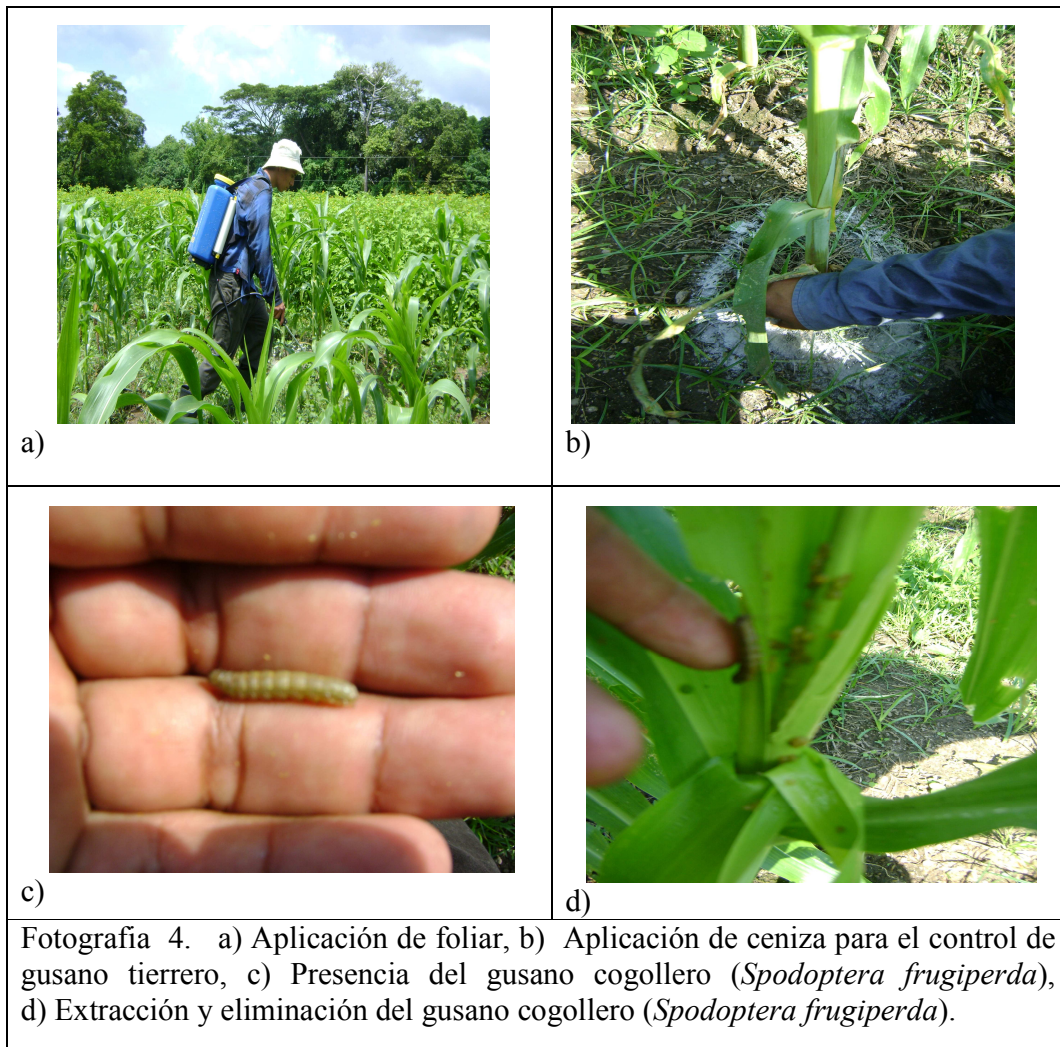 a)
b)
c)
d)
Fotografia 4. a) Aplicación de foliar, b) Aplicación de ceniza para el control de
gusano tierrero, c) Presencia del gusano cogollero (Spodoptera frugiperda),
d) Extracción y eliminación del gusano cogollero (Spodoptera frugiperda).